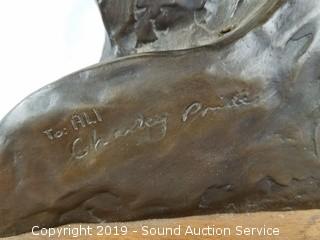 To: ALI
Charley Pride
Copyright 2019 - Sound Auction Service